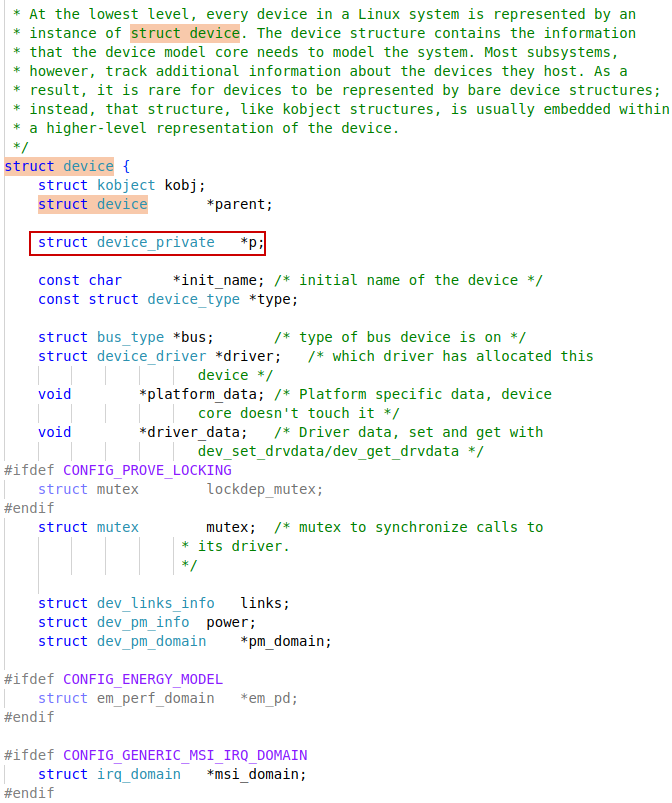 * At the lowest level, every device in a Linux system is represented by an
* instance of struct device. The device structure contains the information
* that the device model core needs to model the system. Most subsystems,
* however, track additional information about the devices they host. As a
* result, it is rare for devices to be represented by bare device structures;
* instead, that structure, like kobject structures, is usually embedded within
* a higher-level representation of the device.
*/
struct device {
struct kobject kobj;
struct device *parent;
struct device_private *p;
const char *init_name; /* initial name of the device */
const struct device_type *type;
struct bus_type *bus; /* type of bus device is on */
struct device_driver *driver; /* which driver has allocated this
device */
void *platform_data; /* Platform specific data, device
core doesn't touch it */
void *driver_data; /* Driver data, set and get with
dev_set_drvdata/dev_get_drvdata */
#ifdef CONFIG_PROVE_LOCKING
struct mutex lockdep_mutex;
#endif
struct mutex mutex; /* mutex to synchronize calls to
* its driver.
*/
struct dev_links_info links;
struct dev_pm_info power;
struct dev_pm_domain *pm_domain;
#ifdef CONFIG_ENERGY_MODEL
struct em_perf_domain *em_pd;
#endif
#ifdef CONFIG_GENERIC_MSI_IRQ_DOMAIN
struct irq_domain *msi_domain;
#endif